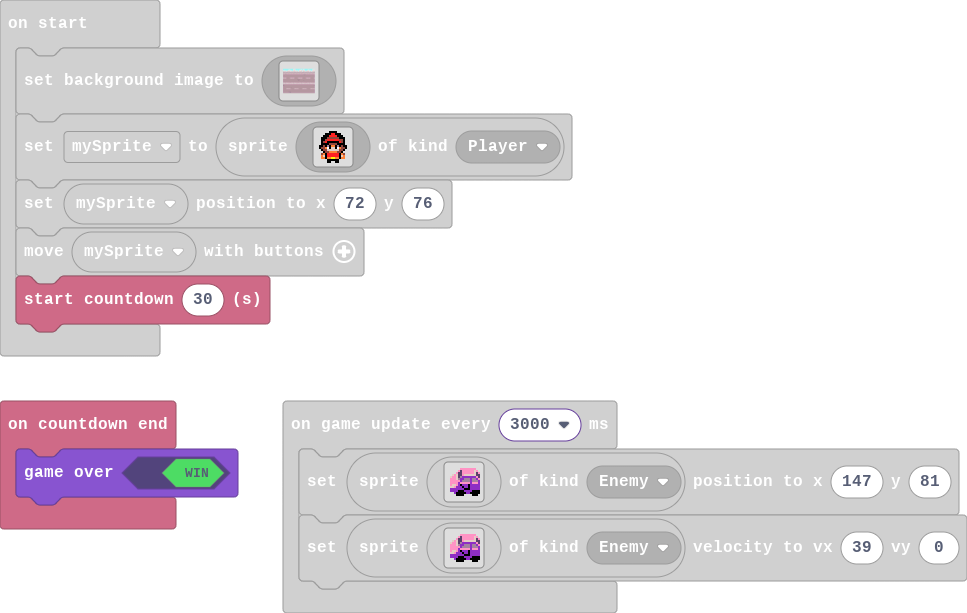 on start
set background image to
set mySprite to sprite of kind Player
set mySprite position to x 72 y 76
move mySprite with buttons
start countdown 30 (s)
on countdown end
game over WIN
on game update every 3000 ms
set sprite of kind Enemy position to x 147 y 81
set sprite of kind Enemy velocity to vx 39 vy 0